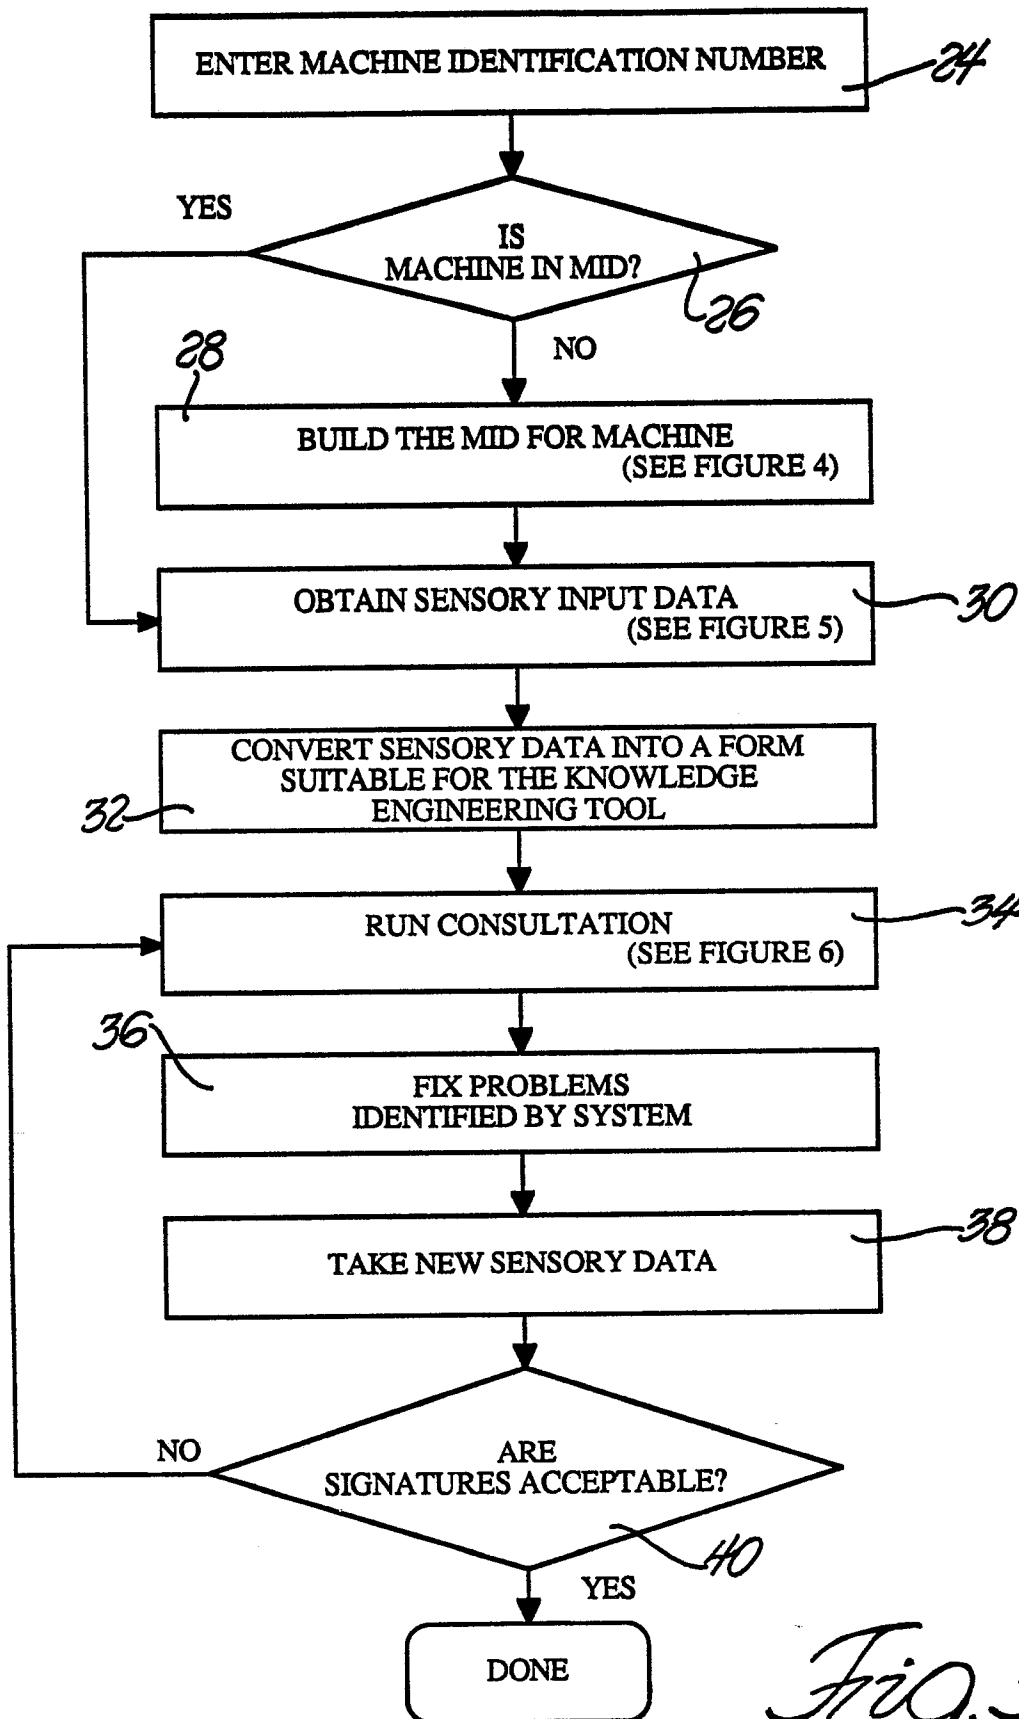 ENTER MACHINE IDENTIFICATION NUMBER
24
YES
IS
MACHINE IN MID?
26
NO
28
BUILD THE MID FOR MACHINE
(SEE FIGURE 4)
OBTAIN SENSORY INPUT DATA
(SEE FIGURE 5)
30
CONVERT SENSORY DATA INTO A FORM
SUITABLE FOR THE KNOWLEDGE
ENGINEERING TOOL
32
RUN CONSULTATION
(SEE FIGURE 6)
34
36
FIX PROBLEMS
IDENTIFIED BY SYSTEM
TAKE NEW SENSORY DATA
38
NO
ARE
SIGNATURES ACCEPTABLE?
40
YES
DONE
Fig.